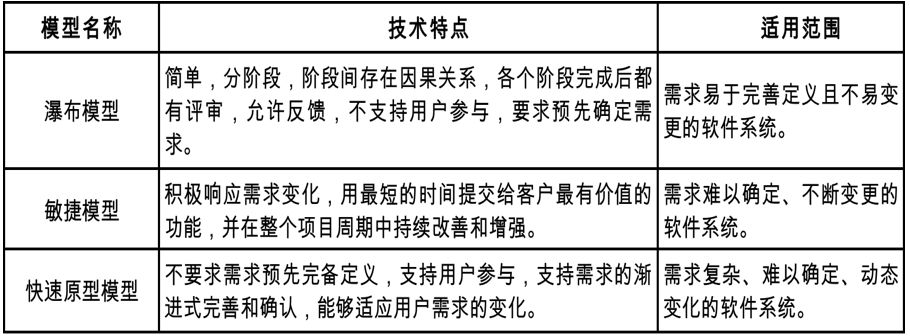 模型名称 技术特点 适用范围
瀑布模型
简单，分阶段，阶段间存在因果关系，各个阶段完成后都
有评审，允许反馈，不支持用户参与，要求预先确定需
求。
需求易于完善定义且不易变
更的软件系统。
敏捷模型
积极响应需求变化，用最短的时间提交给客户最有价值的
功能，并在整个项目周期中持续改善和增强。
需求难以确定、不断变更的
软件系统。
快速原型模型
不要求需求预先完备定义，支持用户参与，支持需求的渐
进式完善和确认，能够适应用户需求的变化。
需求复杂、难以确定、动态
变化的软件系统。